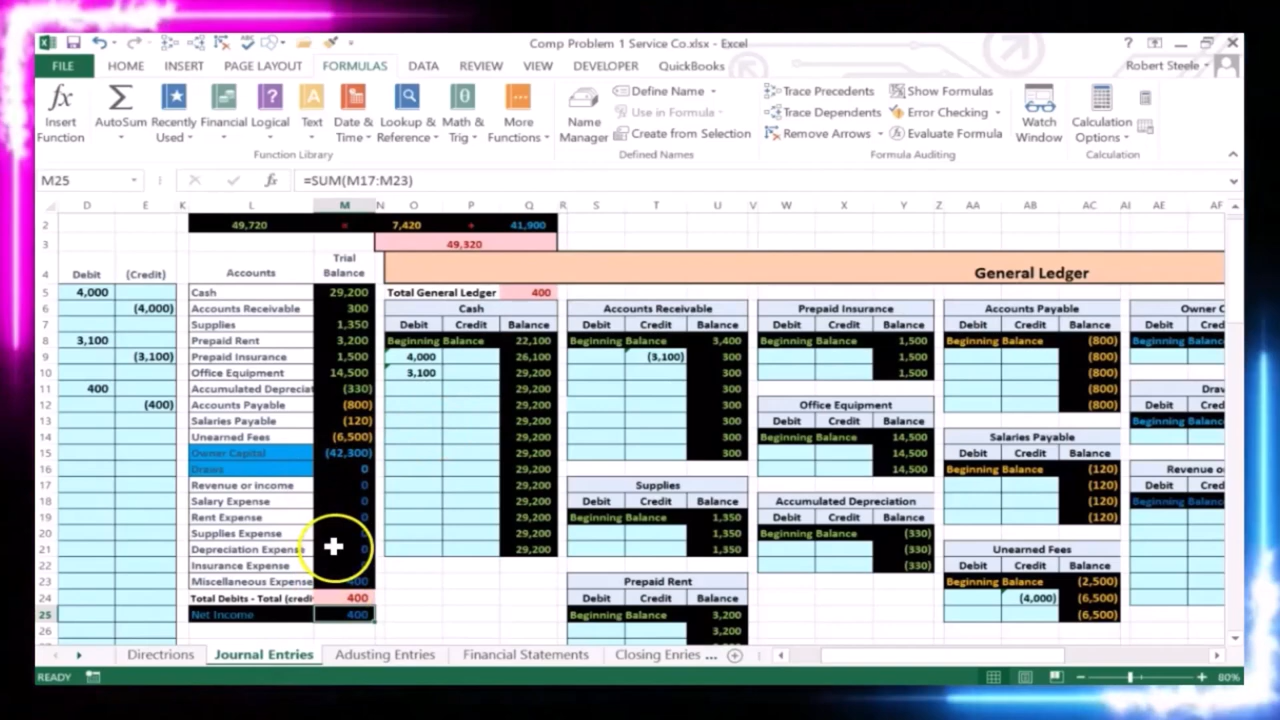 Comp Problem 1 Service Co.xlsx - Excel
FILE HOME INSERT PAGE LAYOUT FORMULAS DATA REVIEW VIEW DEVELOPER QuickBooks Robert Steele
fx Insert Function
AutoSum
Recently Used
Financial
Logical
Text
Date & Time
Lookup & Reference
Math & Trig
More Functions
Function Library
Name Manager
Define Name
Use in Formula
Create from Selection
Defined Names
Trace Precedents
Trace Dependents
Remove Arrows
Show Formulas
Error Checking
Evaluate Formula
Formula Auditing
Watch Window
Calculation Options
Calculation
M25 fx =SUM(M17:M23)
D E K L M N O P Q R S T U V W X Y Z AA AB AC AI AE AF
2 49,720 = 7,420 + 41,900
3 49,320
4 Debit (Credit) Accounts Trial Balance General Ledger
5 4,000 Cash 29,200 Total General Ledger 400
6 (4,000) Accounts Receivable 300 Cash Accounts Receivable Prepaid Insurance Accounts Payable Owner C
7 Supplies 1,350 Debit Credit Balance Debit Credit Balance Debit Credit Balance Debit Credit Balance Debit Credit
8 3,100 Prepaid Rent 3,200 Beginning Balance 22,100 Beginning Balance 3,400 Beginning Balance 1,500 Beginning Balance (800) Beginning Balance
9 (3,100) Prepaid Insurance 1,500 4,000 26,100 (3,100) 300 1,500 (800)
10 Office Equipment 14,500 3,100 29,200 300 1,500 (800)
11 400 Accumulated Depreciat (330) 29,200 300 (800) Draw
12 (400) Accounts Payable (800) 29,200 300 Office Equipment (800) Debit Credit
13 Salaries Payable (120) 29,200 300 Debit Credit Balance Beginning Balance
14 Unearned Fees (6,500) 29,200 300 Beginning Balance 14,500 Salaries Payable
15 Owner Capital (42,300) 29,200 300 14,500 Debit Credit Balance
16 Draws 0 29,200 14,500 Beginning Balance (120) Revenue or
17 Revenue or income 0 29,200 Supplies (120) Debit Credit
18 Salary Expense 0 29,200 Debit Credit Balance Accumulated Depreciation (120) Beginning Balance
19 Rent Expense 0 29,200 Beginning Balance 1,350 Debit Credit Balance (120)
20 Supplies Expense 29,200 1,350 Beginning Balance (330)
21 Depreciation Expense 0 29,200 1,350 (330) Unearned Fees
22 Insurance Expense (330) Debit Credit Balance
23 Miscellaneous Expense 400 Prepaid Rent Beginning Balance (2,500)
24 Total Debits - Total (credi 400 Debit Credit Balance (4,000) (6,500)
25 Net Income 400 Beginning Balance 3,200 (6,500)
26 3,200
Directrions Journal Entries Adusting Entries Financial Statements Closing Enries ...
READY 80%